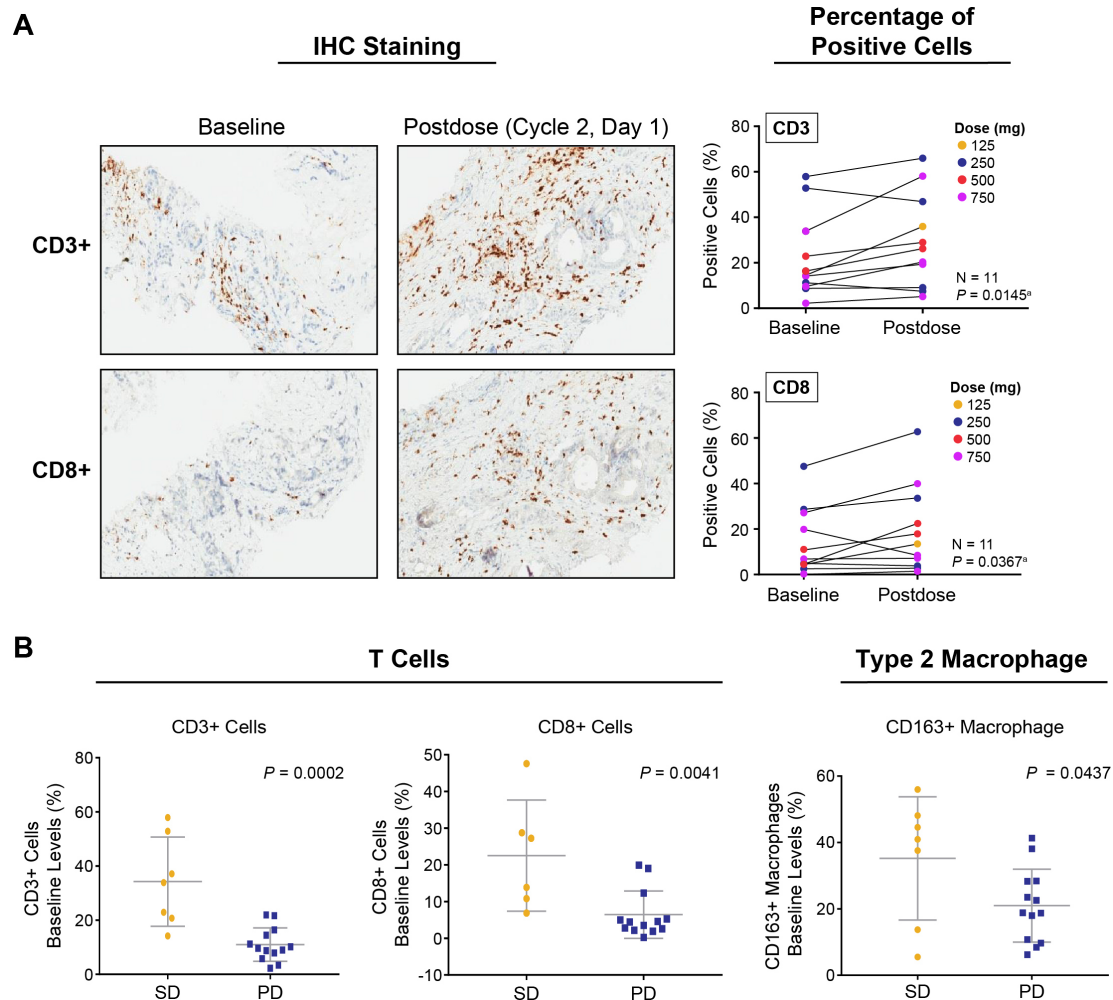 A
IHC Staining
Percentage of
Positive Cells
Baseline
Postdose (Cycle 2, Day 1)
CD3+
CD8+
CD3
Dose (mg)
125
250
500
750
Positive Cells (%)
80
60
40
20
0
N = 11
P = 0.0145ᵃ
Baseline
Postdose
CD8
Dose (mg)
125
250
500
750
Positive Cells (%)
80
60
40
20
0
N = 11
P = 0.0367ᵃ
Baseline
Postdose
B
T Cells
Type 2 Macrophage
CD3+ Cells
P = 0.0002
CD3+ Cells
Baseline Levels (%)
80
60
40
20
0
SD
PD
CD8+ Cells
P = 0.0041
CD8+ Cells
Baseline Levels (%)
50
40
30
20
10
0
-10
SD
PD
CD163+ Macrophage
P = 0.0437
CD163+ Macrophages
Baseline Levels (%)
60
40
20
0
SD
PD